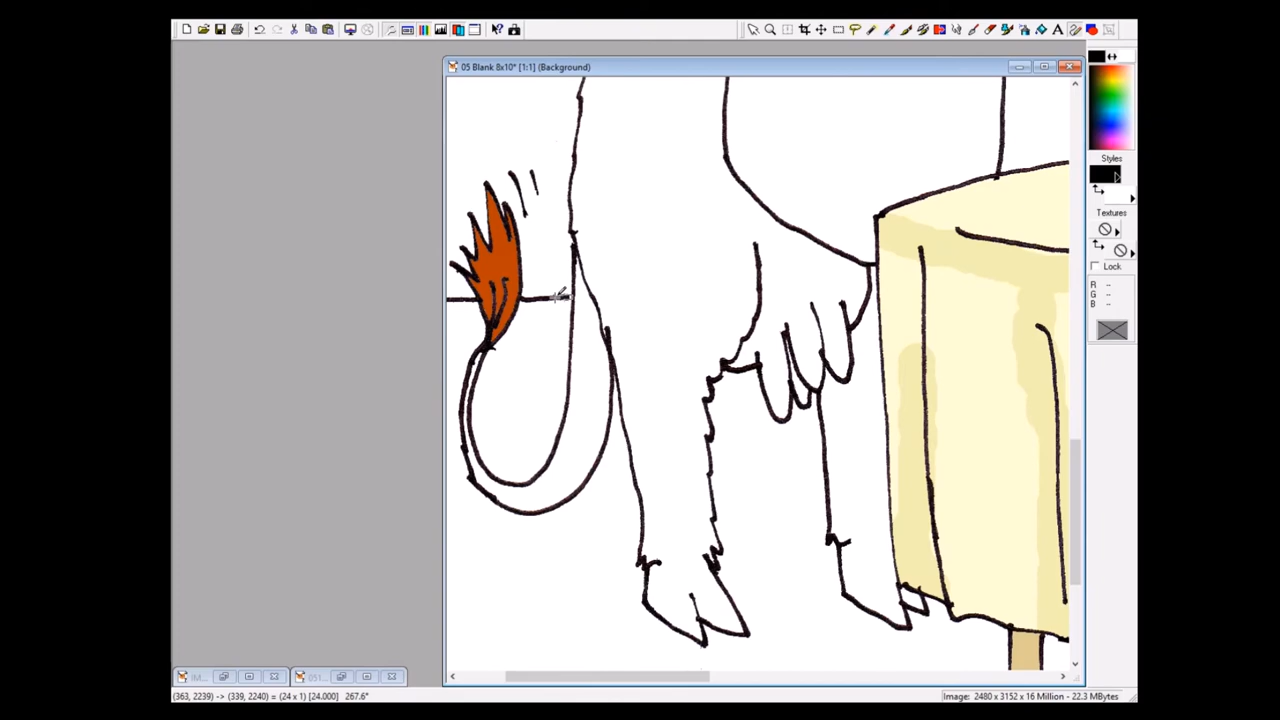 05 Blank 8x10* [1:1] (Background)
Styles
Textures
Lock
R --
G --
B --
051...
(363, 2239) -> (339, 2240) = (24 x 1) [24.000] 267.6°
Image: 2480 x 3152 x 16 Million - 22.3 MBytes